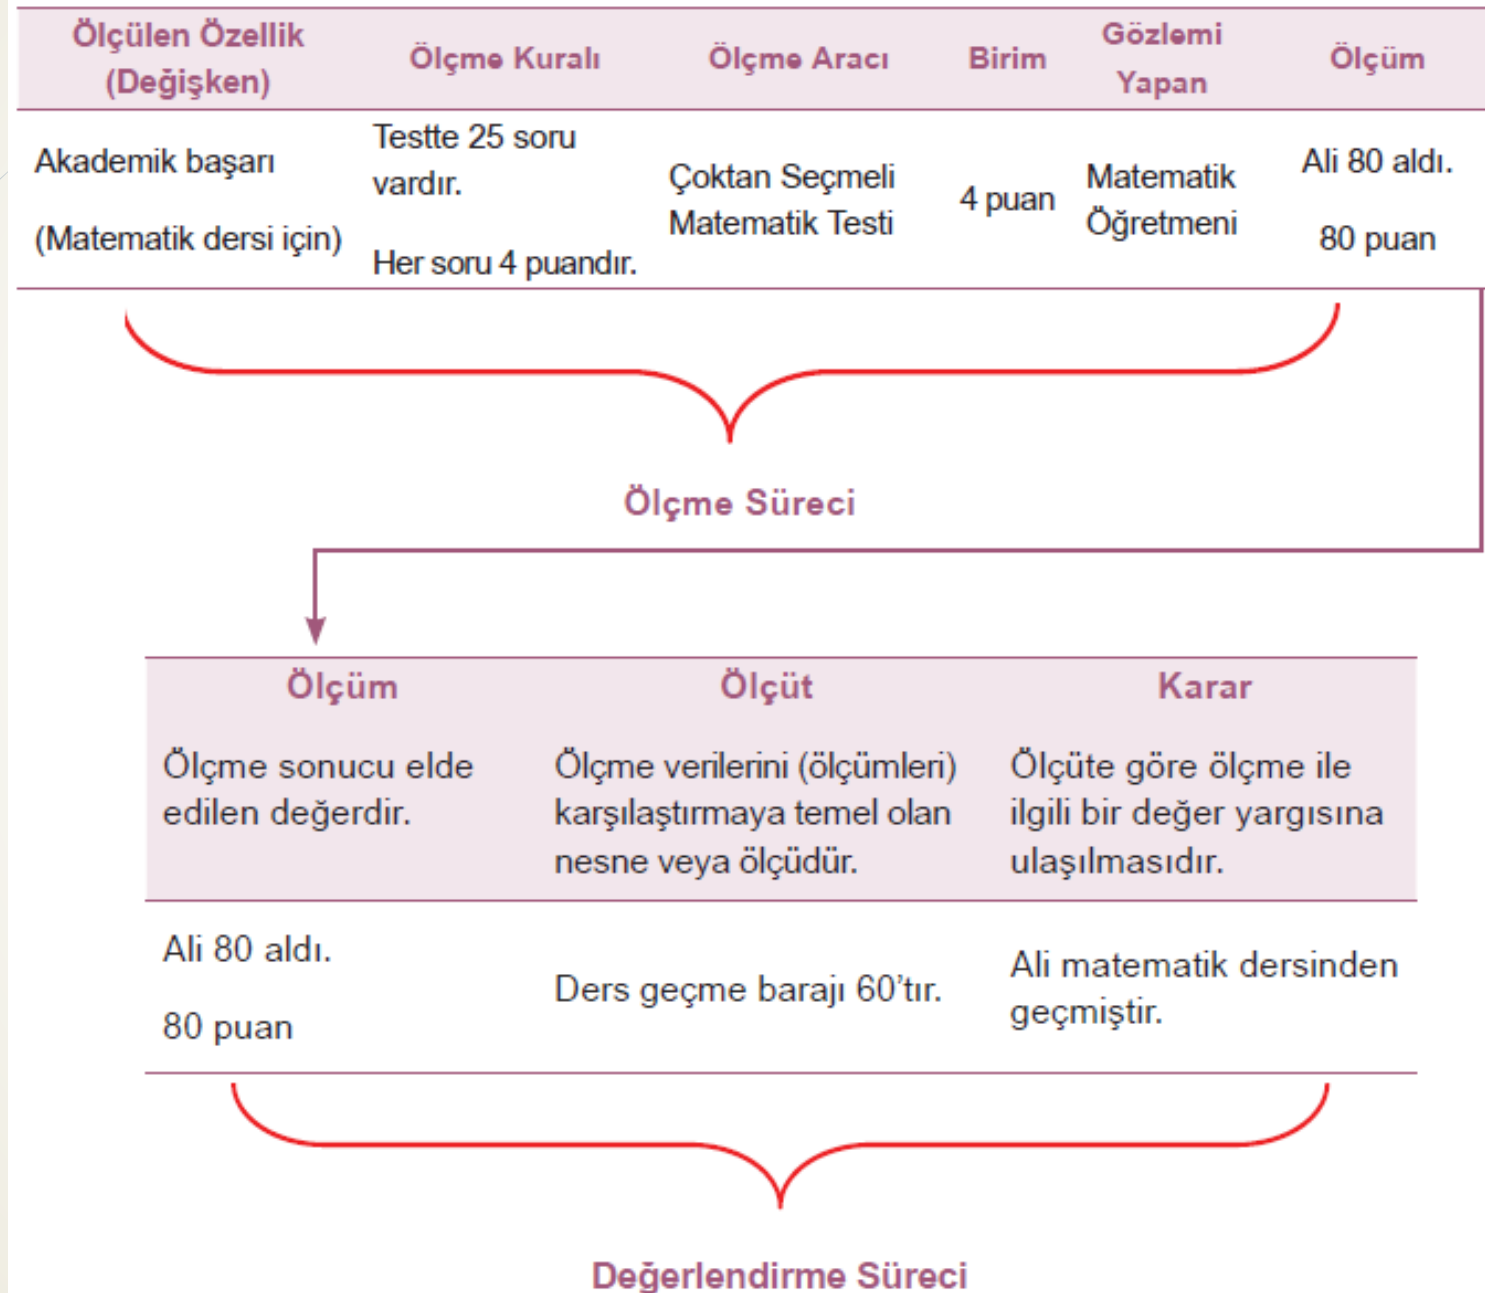 Ölçülen Özellik
(Değişken)
Ölçme Kuralı
Ölçme Aracı
Birim
Gözlemi
Yapan
Ölçüm
Akademik başarı
(Matematik dersi için)
Testte 25 soru
vardır.
Her soru 4 puandır.
Çoktan Seçmeli
Matematik Testi
4 puan
Matematik
Öğretmeni
Ali 80 aldı.
80 puan
Ölçme Süreci
Ölçüm
Ölçüt
Karar
Ölçme sonucu elde
edilen değerdir.
Ölçme verilerini (ölçümleri)
karşılaştırmaya temel olan
nesne veya ölçüdür.
Ölçüte göre ölçme ile
ilgili bir değer yargısına
ulaşılmasıdır.
Ali 80 aldı.
80 puan
Ders geçme barajı 60’tır.
Ali matematik dersinden
geçmiştir.
Değerlendirme Süreci